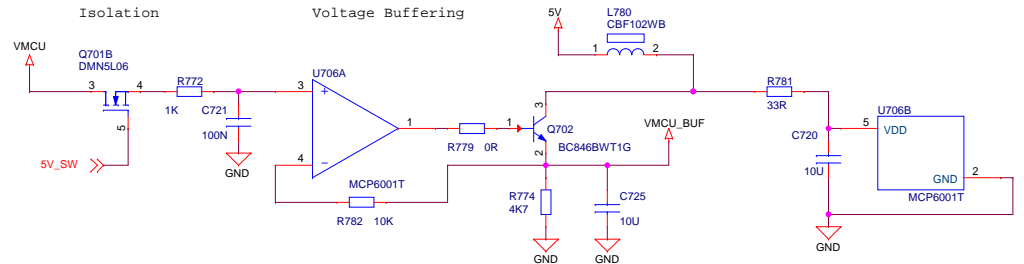 Isolation
Voltage Buffering
VMCU
Q701B
DMN5L06
3
4
5
5V_SW
R772
1K
C721
100N
GND
U706A
3
+
4
−
1
MCP6001T
R782 10K
R779 0R
1
3
2
Q702
BC846BWT1G
5V
L780
CBF102WB
1
2
VMCU_BUF
R774
4K7
GND
C725
10U
GND
R781
33R
C720
10U
GND
U706B
5
VDD
GND
2
MCP6001T